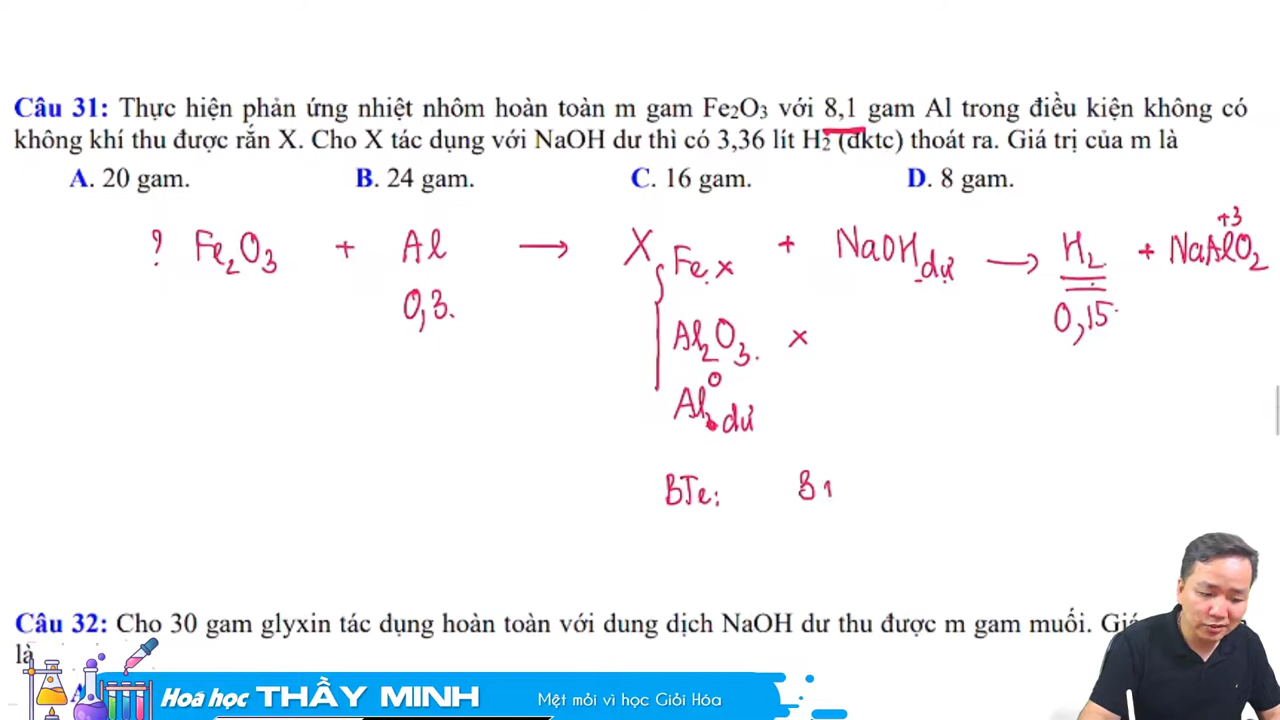 Câu 31: Thực hiện phản ứng nhiệt nhôm hoàn toàn m gam Fe₂O₃ với 8,1 gam Al trong điều kiện không có
không khí thu được rắn X. Cho X tác dụng với NaOH dư thì có 3,36 lít H₂ (đktc) thoát ra. Giá trị của m là
A. 20 gam. B. 24 gam. C. 16 gam. D. 8 gam.
? Fe₂O₃ + Al → X + NaOH dư → H₂ + NaAlO₂ +3
Fe x
0,3. 0,15
Al₂O₃. x
Al⁰ dư
BTe: 3
Câu 32: Cho 30 gam glyxin tác dụng hoàn toàn với dung dịch NaOH dư thu được m gam muối.
là
Hoá học THẦY MINH Mệt mỏi vì học Giỏi Hóa